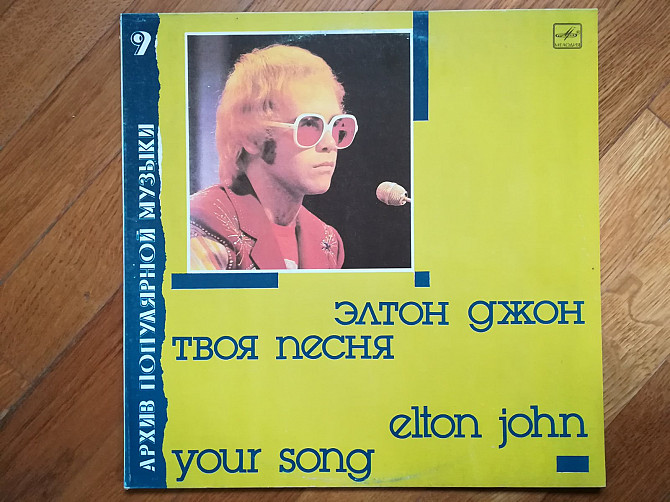 9
АРХИВ ПОПУЛЯРНОЙ МУЗЫКИ
МЕЛОДИЯ
ЭЛТОН ДЖОН
ТВОЯ ПЕСНЯ
elton john
your song